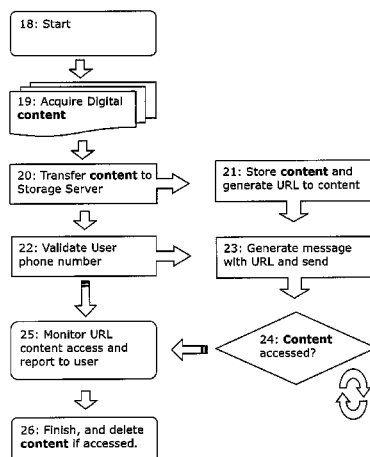 18: Start
19: Acquire Digital
content
20: Transfer content to
Storage Server
21: Store content and
generate URL to content
22: Validate User
phone number
23: Generate message
with URL and send
24: Content
accessed?
25: Monitor URL
content access and
report to user
26: Finish, and delete
content if accessed.